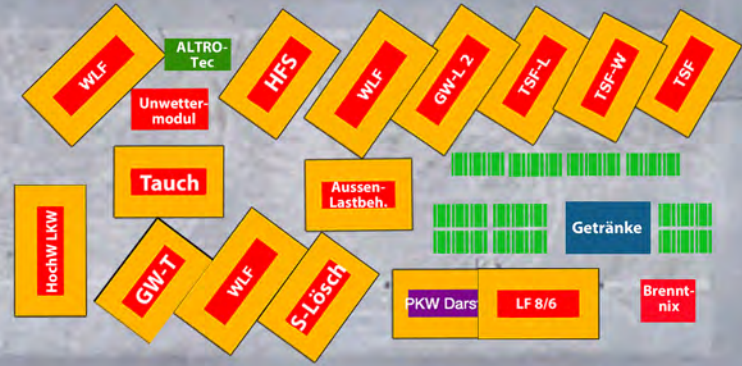 WLF
ALTRO-
Tec
HFS
WLF
GW-L 2
TSF-L
TSF-W
TSF
Unwetter-
modul
Tauch
Aussen-
Lastbeh.
HochW LKW
Getränke
GW-T
WLF
S-Lösch
PKW Dars
LF 8/6
Brennt-
nix